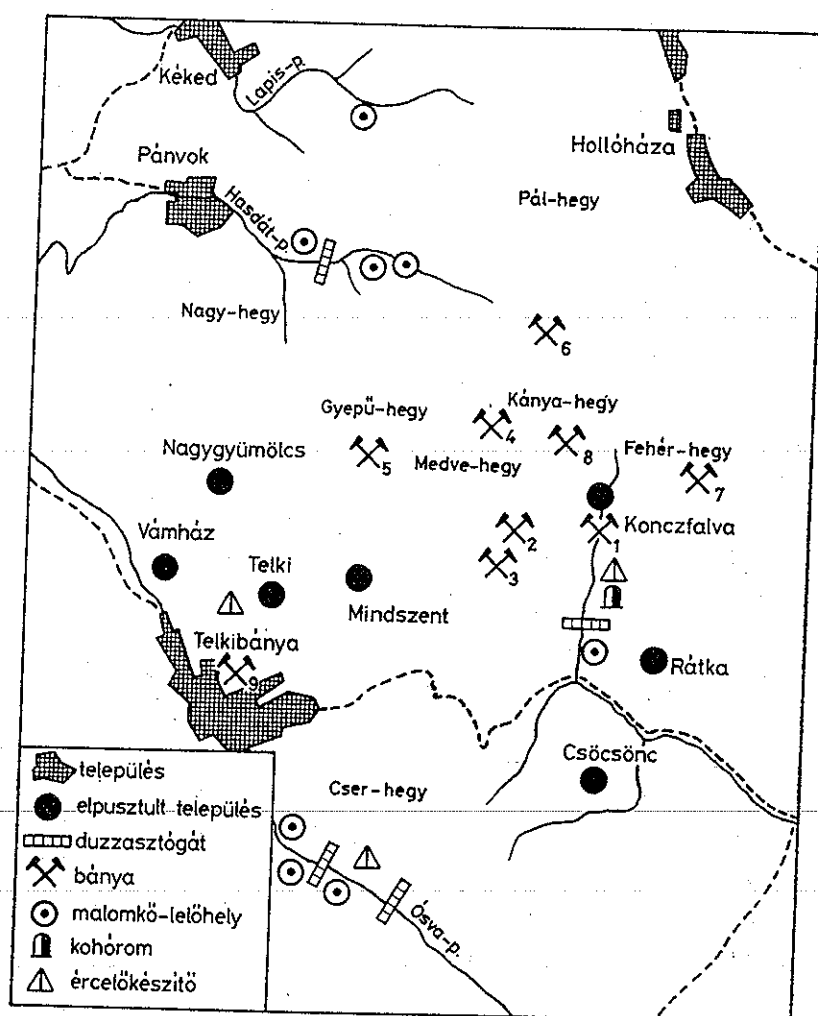 Kéked
Lapis-p.
Hollóháza
Pánvok
Pál-hegy
Hasdát-p.
Nagy-hegy
6
Gyepű-hegy
Kánya-hegy
4
8
Nagygyümölcs
5
Medve-hegy
Fehér-hegy
7
Vámház
2
1
Konczfalva
3
Telki
Mindszent
Telkibánya
9
Rátka
Csöcsönc
település
Cser-hegy
elpusztult település
duzzasztógát
bánya
malomkő-lelőhely
Ósva-p.
kohórom
ércelőkészítő